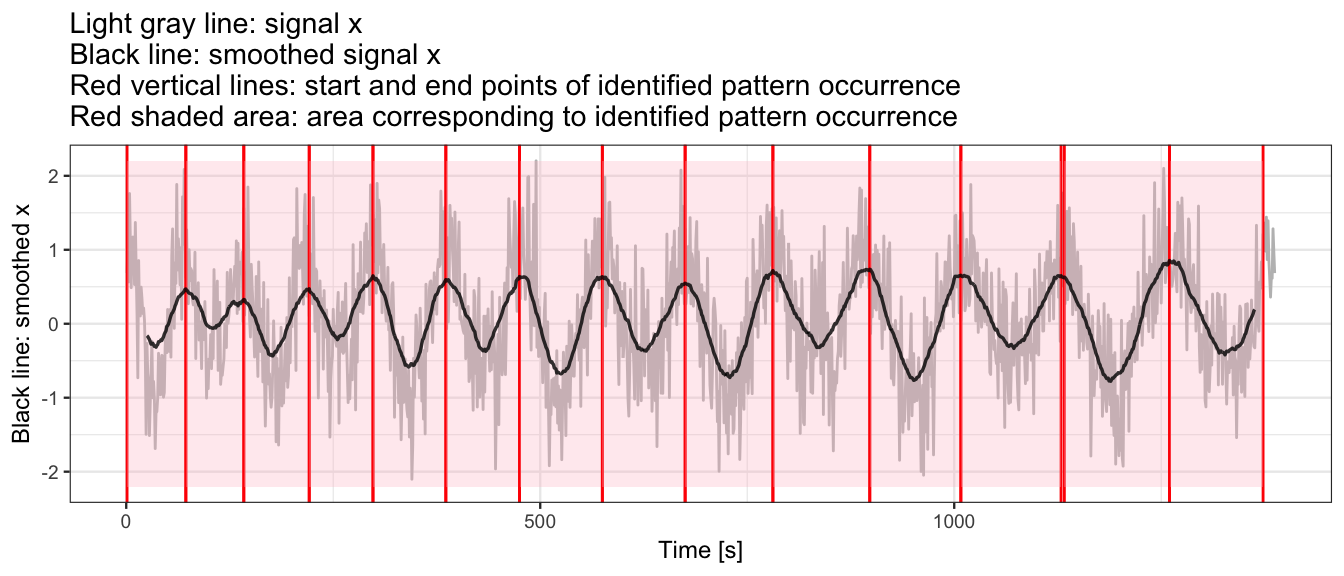 Light gray line: signal x
Black line: smoothed signal x
Red vertical lines: start and end points of identified pattern occurrence
Red shaded area: area corresponding to identified pattern occurrence
Black line: smoothed x
2
1
0
-1
-2
0
500
1000
Time [s]